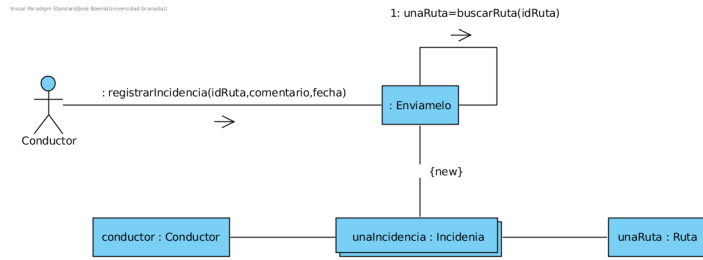 Visual Paradigm Standard(José Baena(Universidad Granada))
1: unaRuta=buscarRuta(idRuta)
: registrarIncidencia(idRuta,comentario,fecha)
: Enviamelo
Conductor
{new}
conductor : Conductor
unaIncidencia : Incidenia
unaRuta : Ruta